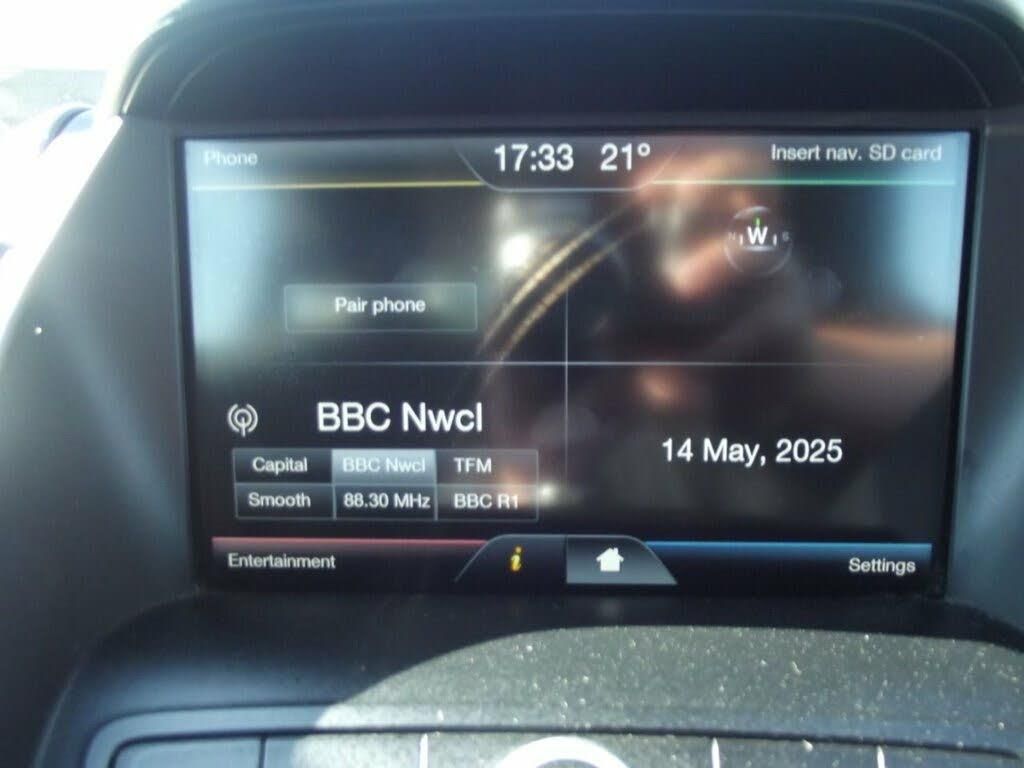 Phone
17:33 21°
Insert nav. SD card
N W S
Pair phone
BBC Nwcl
Capital BBC Nwcl TFM
Smooth 88.30 MHz BBC R1
14 May, 2025
Entertainment
i
Settings